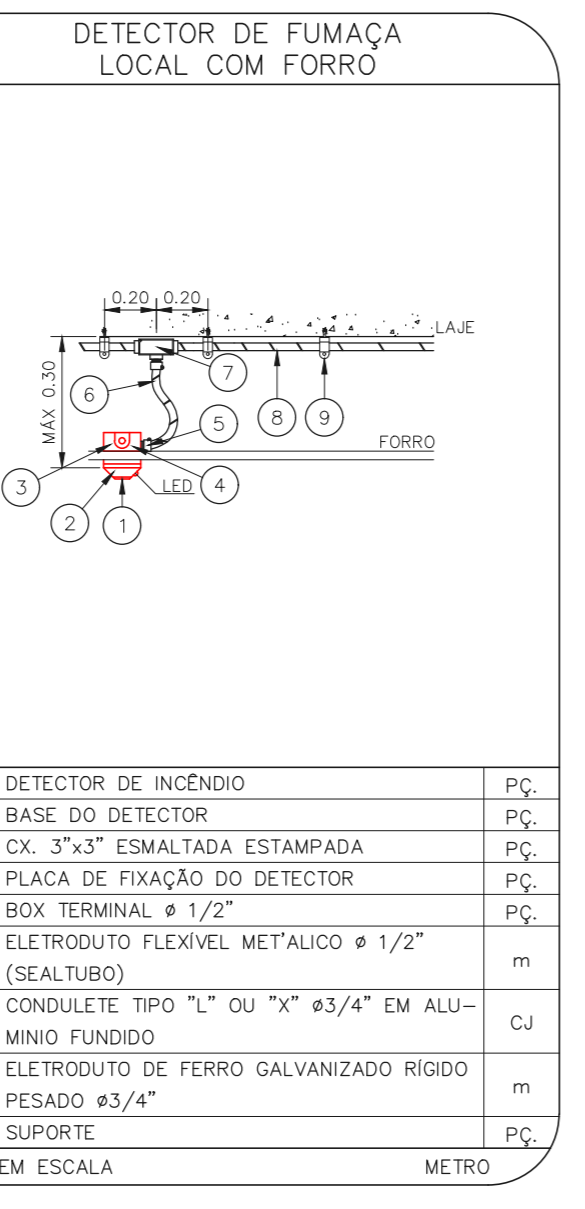 DETECTOR DE FUMAÇA
LOCAL COM FORRO
0.20 0.20
LAJE
MÁX 0.30
7
6
8
9
5
FORRO
3
LED
4
2
1
DETECTOR DE INCÊNDIO PÇ.
BASE DO DETECTOR PÇ.
CX. 3"x3" ESMALTADA ESTAMPADA PÇ.
PLACA DE FIXAÇÃO DO DETECTOR PÇ.
BOX TERMINAL ø 1/2" PÇ.
ELETRODUTO FLEXÍVEL MET'ALICO ø 1/2"
(SEALTUBO) m
CONDULETE TIPO "L" OU "X" ø3/4" EM ALU-
MINIO FUNDIDO CJ
ELETRODUTO DE FERRO GALVANIZADO RÍGIDO
PESADO ø3/4" m
SUPORTE PÇ.
EM ESCALA METRO